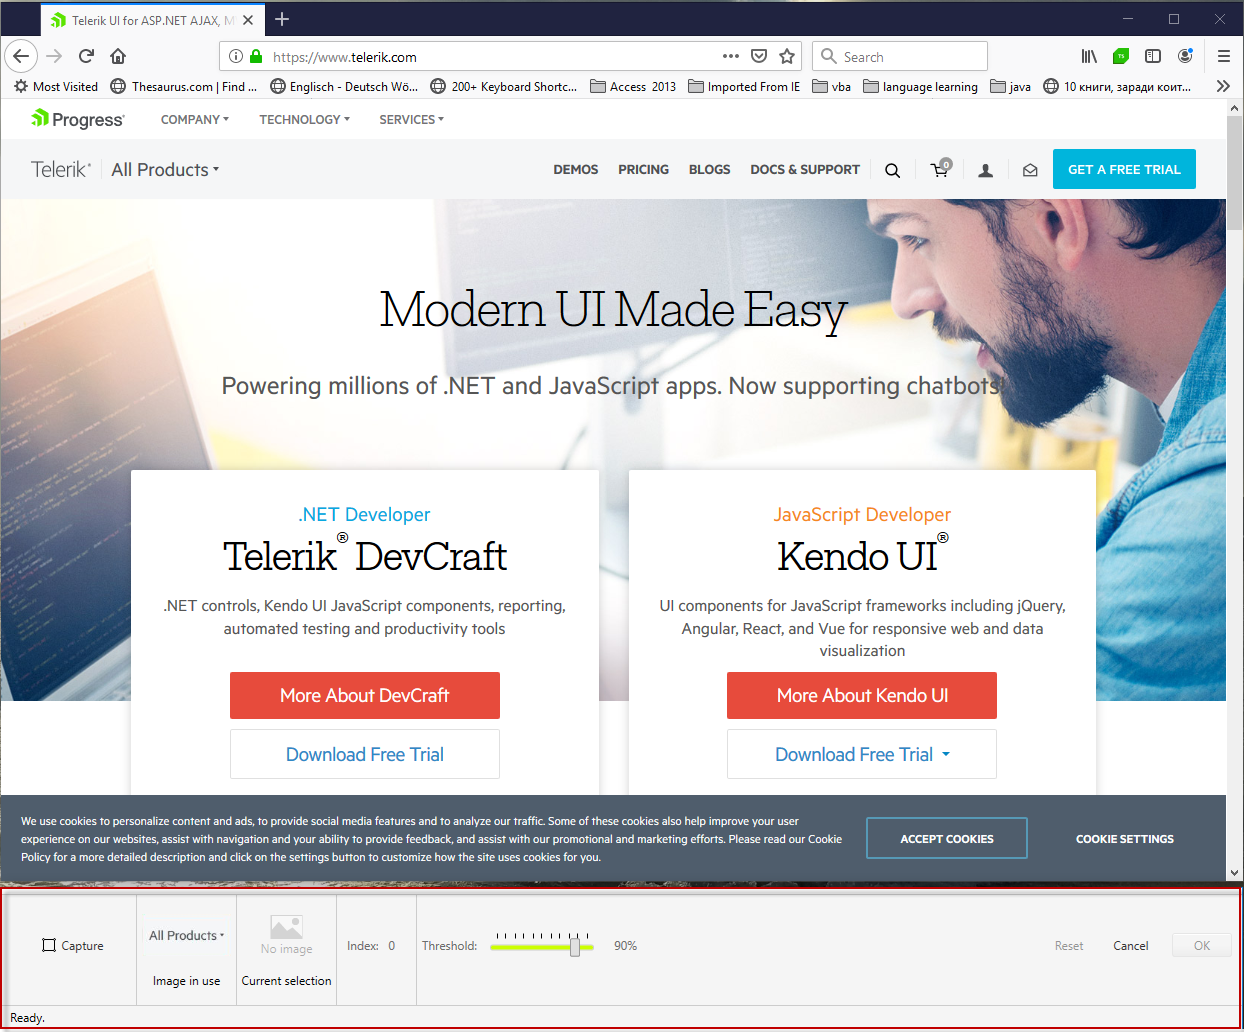 Telerik UI for ASP.NET AJAX, M
https://www.telerik.com
Search
Most Visited Thesaurus.com | Find ... Englisch - Deutsch Wö... 200+ Keyboard Shortc... Access 2013 Imported From IE vba language learning java 10 книги, заради коит...
Progress COMPANY TECHNOLOGY SERVICES
Telerik All Products DEMOS PRICING BLOGS DOCS & SUPPORT 0 GET A FREE TRIAL
Modern UI Made Easy
Powering millions of .NET and JavaScript apps. Now supporting chatbots!
.NET Developer
Telerik® DevCraft
.NET controls, Kendo UI JavaScript components, reporting,
automated testing and productivity tools
More About DevCraft
Download Free Trial
JavaScript Developer
Kendo UI®
UI components for JavaScript frameworks including jQuery,
Angular, React, and Vue for responsive web and data
visualization
More About Kendo UI
Download Free Trial
We use cookies to personalize content and ads, to provide social media features and to analyze our traffic. Some of these cookies also help improve your user
experience on our websites, assist with navigation and your ability to provide feedback, and assist with our promotional and marketing efforts. Please read our Cookie
Policy for a more detailed description and click on the settings button to customize how the site uses cookies for you.
ACCEPT COOKIES COOKIE SETTINGS
Capture
All Products
Image in use
No image
Current selection
Index: 0
Threshold: 90%
Reset Cancel OK
Ready.